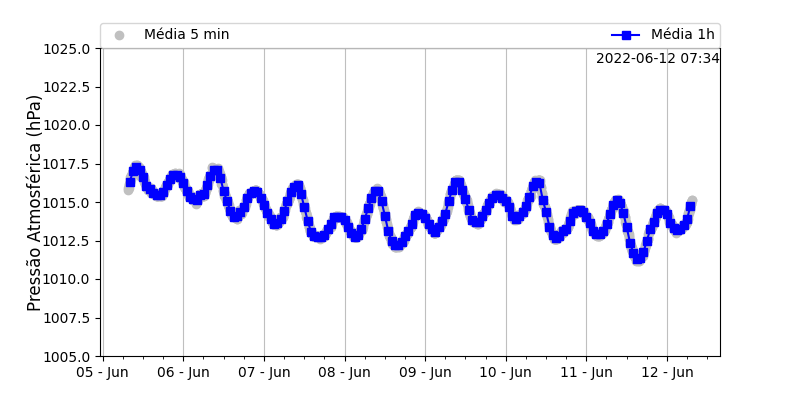 Média 5 min
Média 1h
2022-06-12 07:34
Pressão Atmosférica (hPa)
1025.0
1022.5
1020.0
1017.5
1015.0
1012.5
1010.0
1007.5
1005.0
05 - Jun
06 - Jun
07 - Jun
08 - Jun
09 - Jun
10 - Jun
11 - Jun
12 - Jun